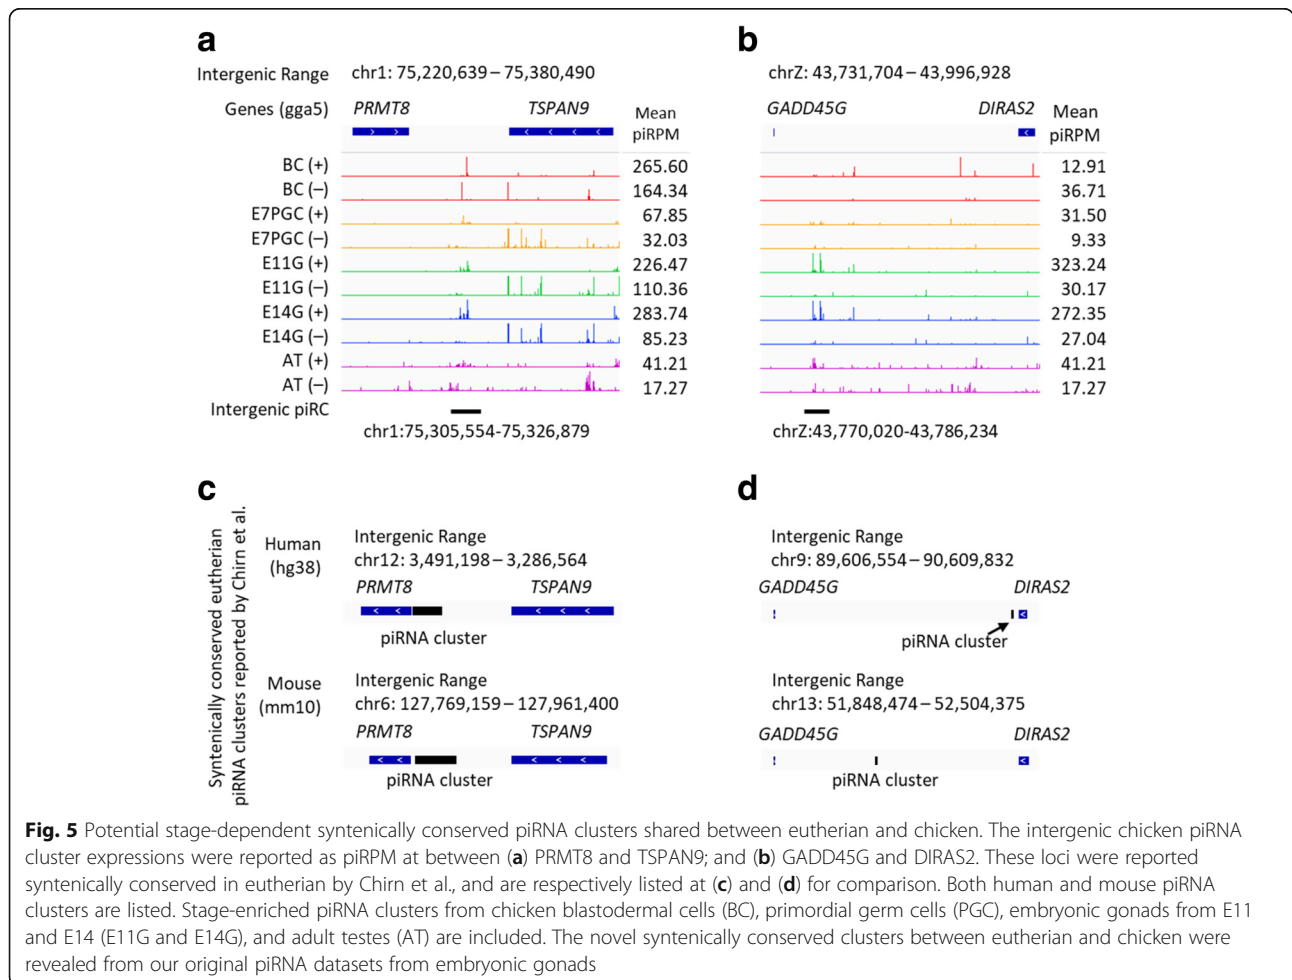 a
Intergenic Range chr1: 75,220,639 – 75,380,490
Genes (gga5) PRMT8 TSPAN9 Mean piRPM
BC (+) 265.60
BC (–) 164.34
E7PGC (+) 67.85
E7PGC (–) 32.03
E11G (+) 226.47
E11G (–) 110.36
E14G (+) 283.74
E14G (–) 85.23
AT (+) 41.21
AT (–) 17.27
Intergenic piRC
chr1:75,305,554-75,326,879
b
chrZ: 43,731,704 – 43,996,928
GADD45G DIRAS2 Mean piRPM
12.91
36.71
31.50
9.33
323.24
30.17
272.35
27.04
41.21
17.27
chrZ:43,770,020-43,786,234
c
Syntenically conserved eutherian
piRNA clusters reported by Chirn et al.
Human
(hg38)
Intergenic Range
chr12: 3,491,198 – 3,286,564
PRMT8 TSPAN9
piRNA cluster
Mouse
(mm10)
Intergenic Range
chr6: 127,769,159 – 127,961,400
PRMT8 TSPAN9
piRNA cluster
d
Intergenic Range
chr9: 89,606,554 – 90,609,832
GADD45G DIRAS2
piRNA cluster
Intergenic Range
chr13: 51,848,474 – 52,504,375
GADD45G DIRAS2
piRNA cluster
Fig. 5 Potential stage-dependent syntenically conserved piRNA clusters shared between eutherian and chicken. The intergenic chicken piRNA
cluster expressions were reported as piRPM at between (a) PRMT8 and TSPAN9; and (b) GADD45G and DIRAS2. These loci were reported
syntenically conserved in eutherian by Chirn et al., and are respectively listed at (c) and (d) for comparison. Both human and mouse piRNA
clusters are listed. Stage-enriched piRNA clusters from chicken blastodermal cells (BC), primordial germ cells (PGC), embryonic gonads from E11
and E14 (E11G and E14G), and adult testes (AT) are included. The novel syntenically conserved clusters between eutherian and chicken were
revealed from our original piRNA datasets from embryonic gonads